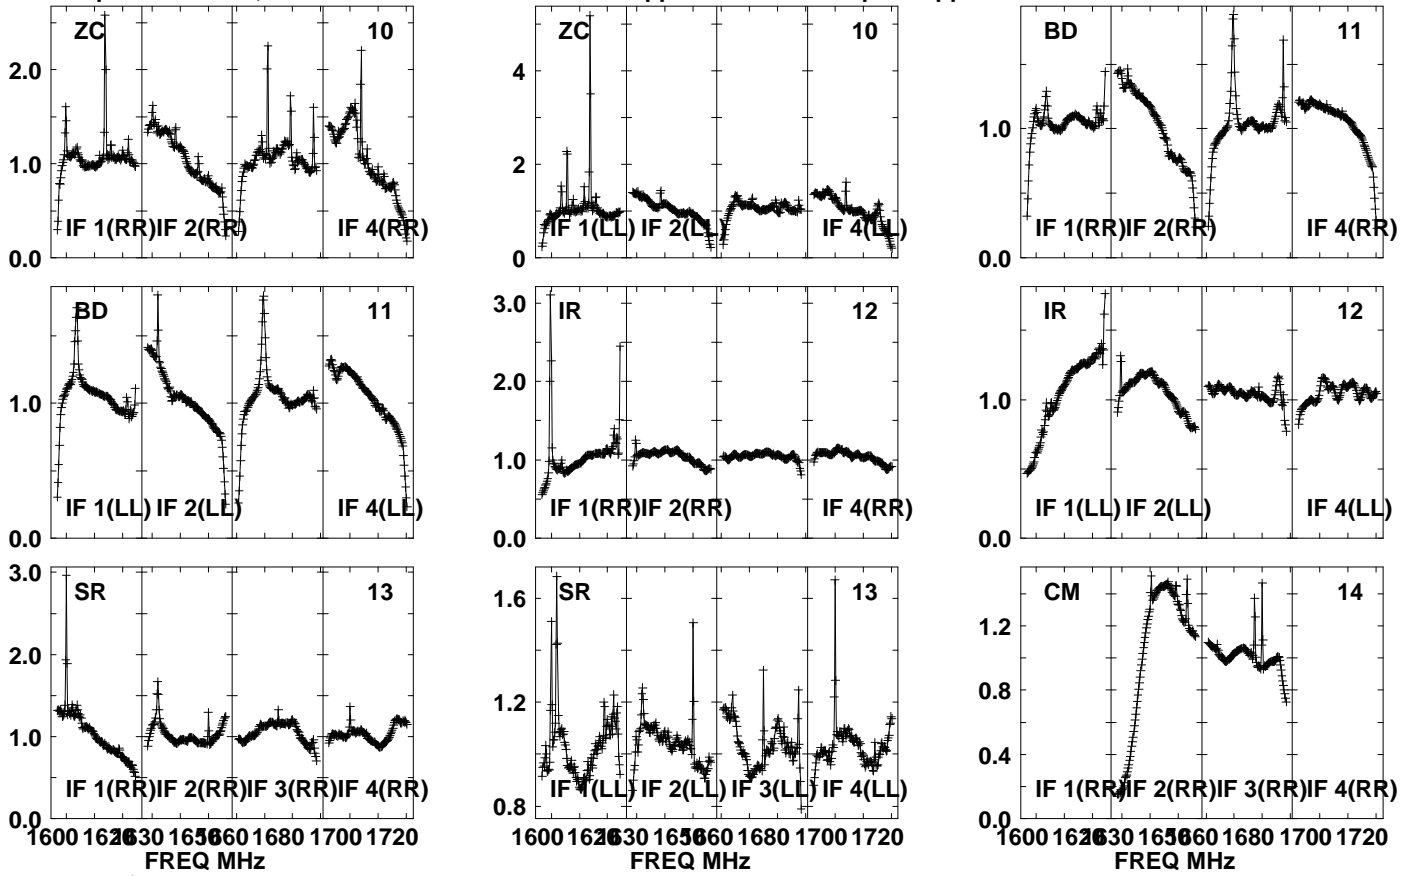 ZC 10 ZC 10 BD 11
2.0 4 1.0
1.0 2
IF 1(RR) IF 2(RR) IF 4(RR) IF 1(LL) IF 2(LL) IF 4(LL) IF 1(RR) IF 2(RR) IF 4(RR)
0.0 0 0.0
BD 11 IR 12 IR 12
3.0
2.0
1.0 1.0 1.0
IF 1(LL) IF 2(LL) IF 4(LL) IF 1(RR) IF 2(RR) IF 4(RR) IF 1(LL) IF 2(LL) IF 4(LL)
0.0 0.0 0.0
SR 13 SR 13 CM 14
3.0 1.6
2.0 1.2 1.2
1.0 0.8
0.4
IF 1(RR) IF 2(RR) IF 3(RR) IF 4(RR) IF 1(LL) IF 2(LL) IF 3(LL) IF 4(LL) IF 1(RR) IF 2(RR) IF 3(RR) IF 4(RR)
0.0 0.8 0.0
1600 1620 1630 1650 1660 1680 1700 1720 1600 1620 1630 1650 1660 1680 1700 1720 1600 1620 1630 1650 1660 1680 1700 1720
FREQ MHz FREQ MHz FREQ MHz